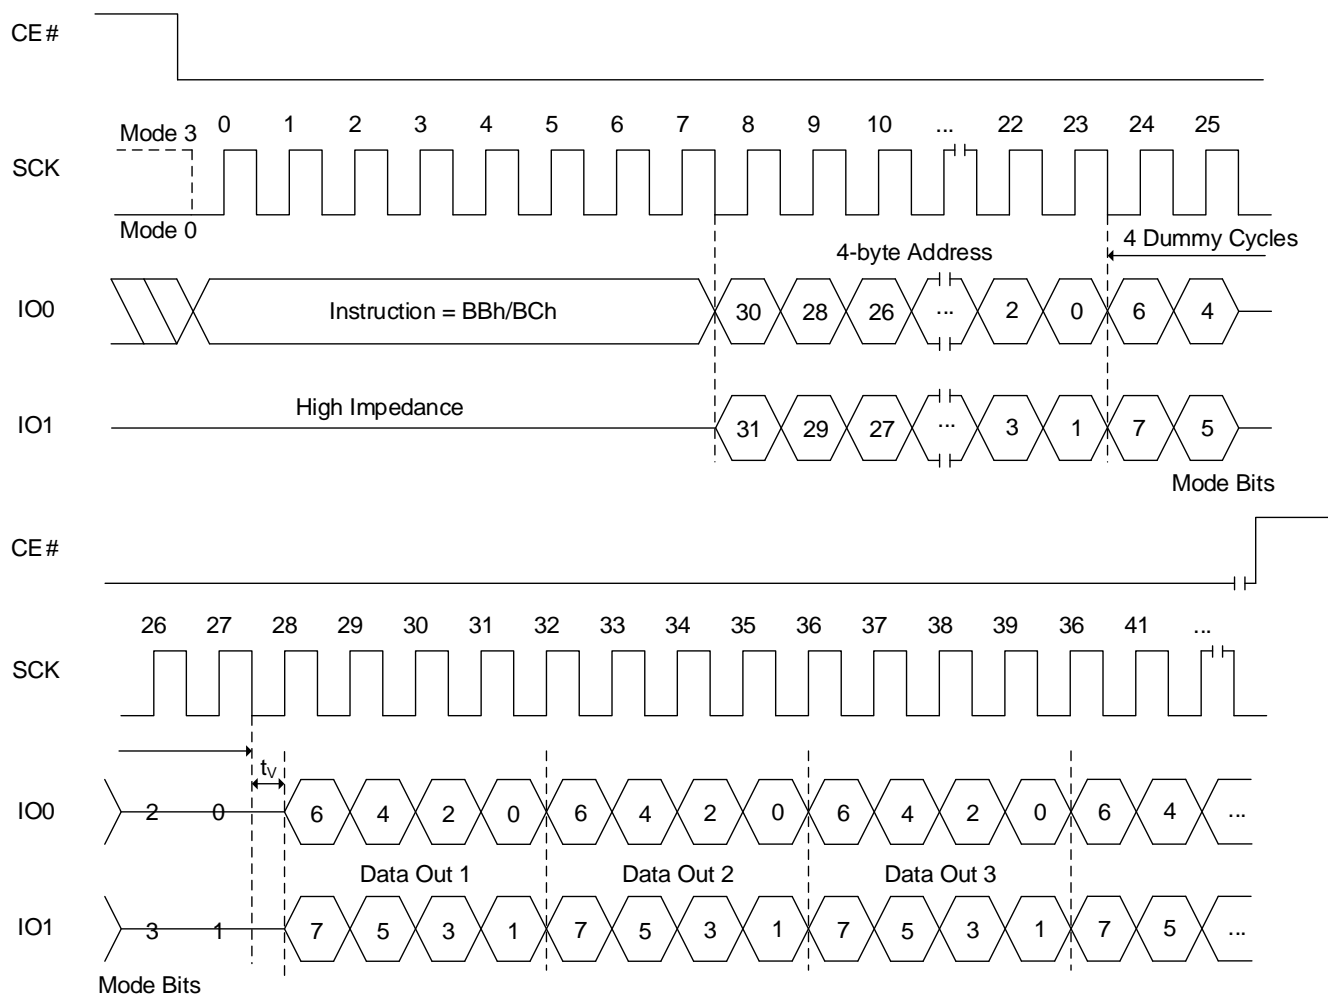 CE#
Mode 3 0 1 2 3 4 5 6 7 8 9 10 ... 22 23 24 25
SCK
Mode 0
4-byte Address 4 Dummy Cycles
IO0 Instruction = BBh/BCh 30 28 26 ... 2 0 6 4
High Impedance
IO1 31 29 27 ... 3 1 7 5
Mode Bits
CE#
26 27 28 29 30 31 32 33 34 35 36 37 38 39 36 41 ...
SCK
tV
IO0 2 0 6 4 2 0 6 4 2 0 6 4 2 0 6 4 ...
Data Out 1 Data Out 2 Data Out 3
IO1 3 1 7 5 3 1 7 5 3 1 7 5 3 1 7 5 ...
Mode Bits